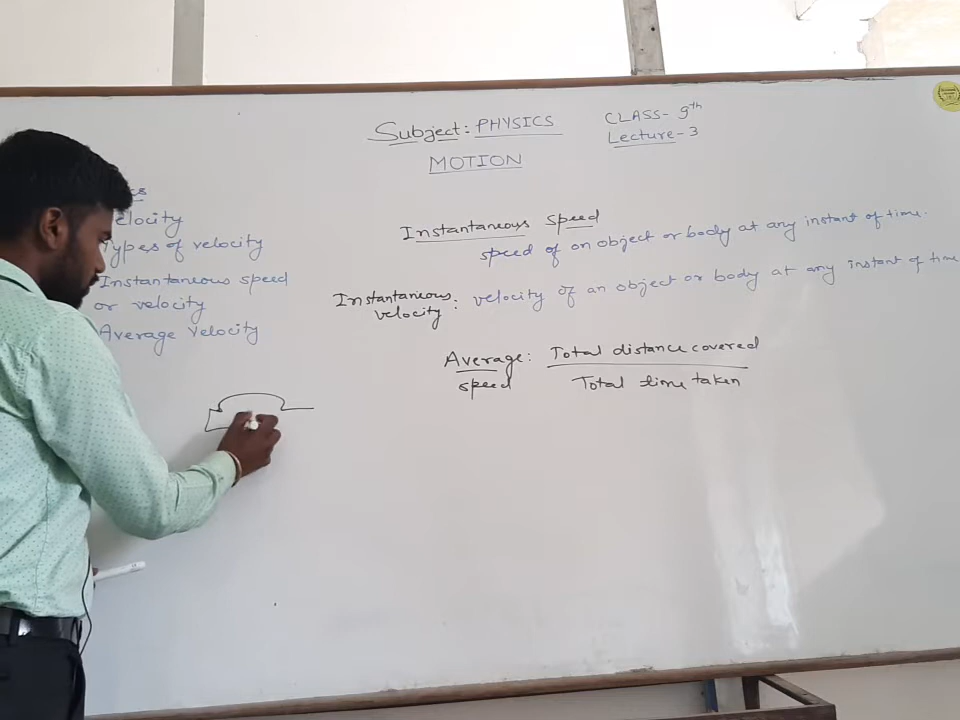 Subject: PHYSICS
CLASS- 9th
Lecture-3
MOTION
elocity
Types of velocity
Instantaneous speed
or velocity
Average Velocity
Instantaneous speed
speed of on object or body at any instant of time.
Instantaneous velocity: velocity of an object or body at any instant of time
Average speed: Total distance covered
Total time taken